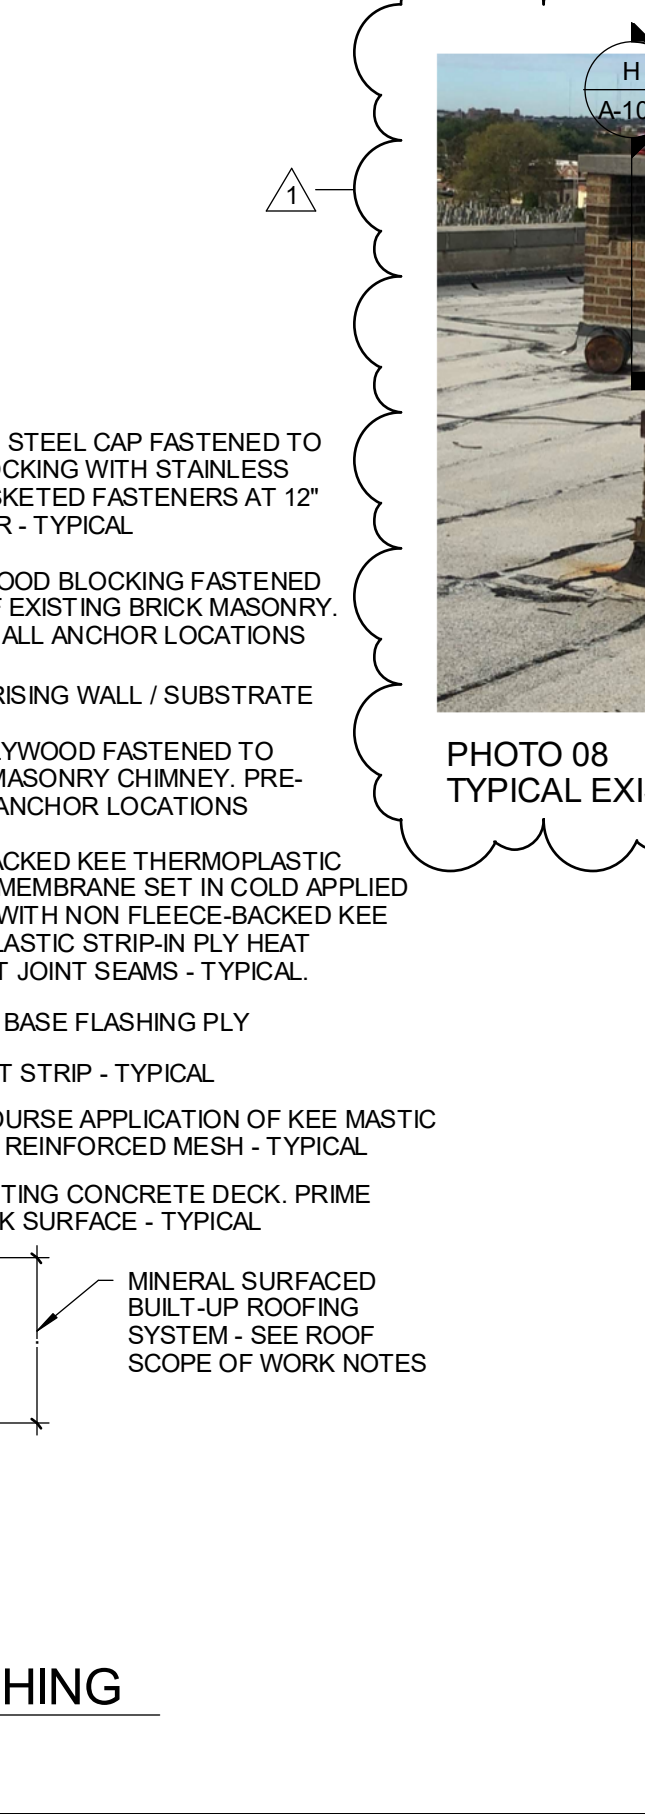 H
A-10
1
STEEL CAP FASTENED TO
OCKING WITH STAINLESS
SKETED FASTENERS AT 12"
R - TYPICAL
OOD BLOCKING FASTENED
F EXISTING BRICK MASONRY.
ALL ANCHOR LOCATIONS
RISING WALL / SUBSTRATE
YWOOD FASTENED TO
MASONRY CHIMNEY. PRE-
ANCHOR LOCATIONS
PHOTO 08
TYPICAL EXI
ACKED KEE THERMOPLASTIC
MEMBRANE SET IN COLD APPLIED
WITH NON FLEECE-BACKED KEE
LASTIC STRIP-IN PLY HEAT
T JOINT SEAMS - TYPICAL.
BASE FLASHING PLY
T STRIP - TYPICAL
OURSE APPLICATION OF KEE MASTIC
REINFORCED MESH - TYPICAL
TING CONCRETE DECK. PRIME
K SURFACE - TYPICAL
MINERAL SURFACED
BUILT-UP ROOFING
SYSTEM - SEE ROOF
SCOPE OF WORK NOTES
HING